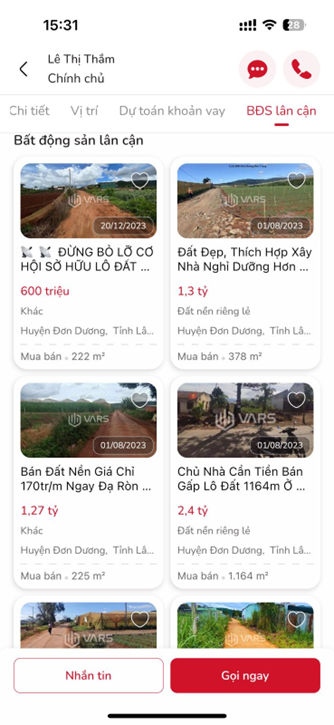 15:31
28
Lê Thị Thắm
Chính chủ
Chi tiết Vị trí Dự toán khoản vay BĐS lân cận
Bất động sản lân cận
VARS
20/12/2023
ĐỪNG BỎ LỠ CƠ
HỘI SỞ HỮU LÔ ĐẤT ...
600 triệu
Khác
Huyện Đơn Dương, Tỉnh Lâ...
Mua bán 222 m²
VARS
01/08/2023
Đất Đẹp, Thích Hợp Xây
Nhà Nghỉ Dưỡng Hơn ...
1,3 tỷ
Đất nền riêng lẻ
Huyện Đơn Dương, Tỉnh Lâ...
Mua bán 378 m²
VARS
01/08/2023
Bán Đất Nền Giá Chỉ
170tr/m Ngay Đạ Ròn ...
1,27 tỷ
Khác
Huyện Đơn Dương, Tỉnh Lâ...
Mua bán 225 m²
VARS
01/08/2023
Chủ Nhà Cần Tiền Bán
Gấp Lô Đất 1164m Ở ...
2,4 tỷ
Đất nền riêng lẻ
Huyện Đơn Dương, Tỉnh Lâ...
Mua bán 1.164 m²
VARS
VARS
Nhắn tin
Gọi ngay